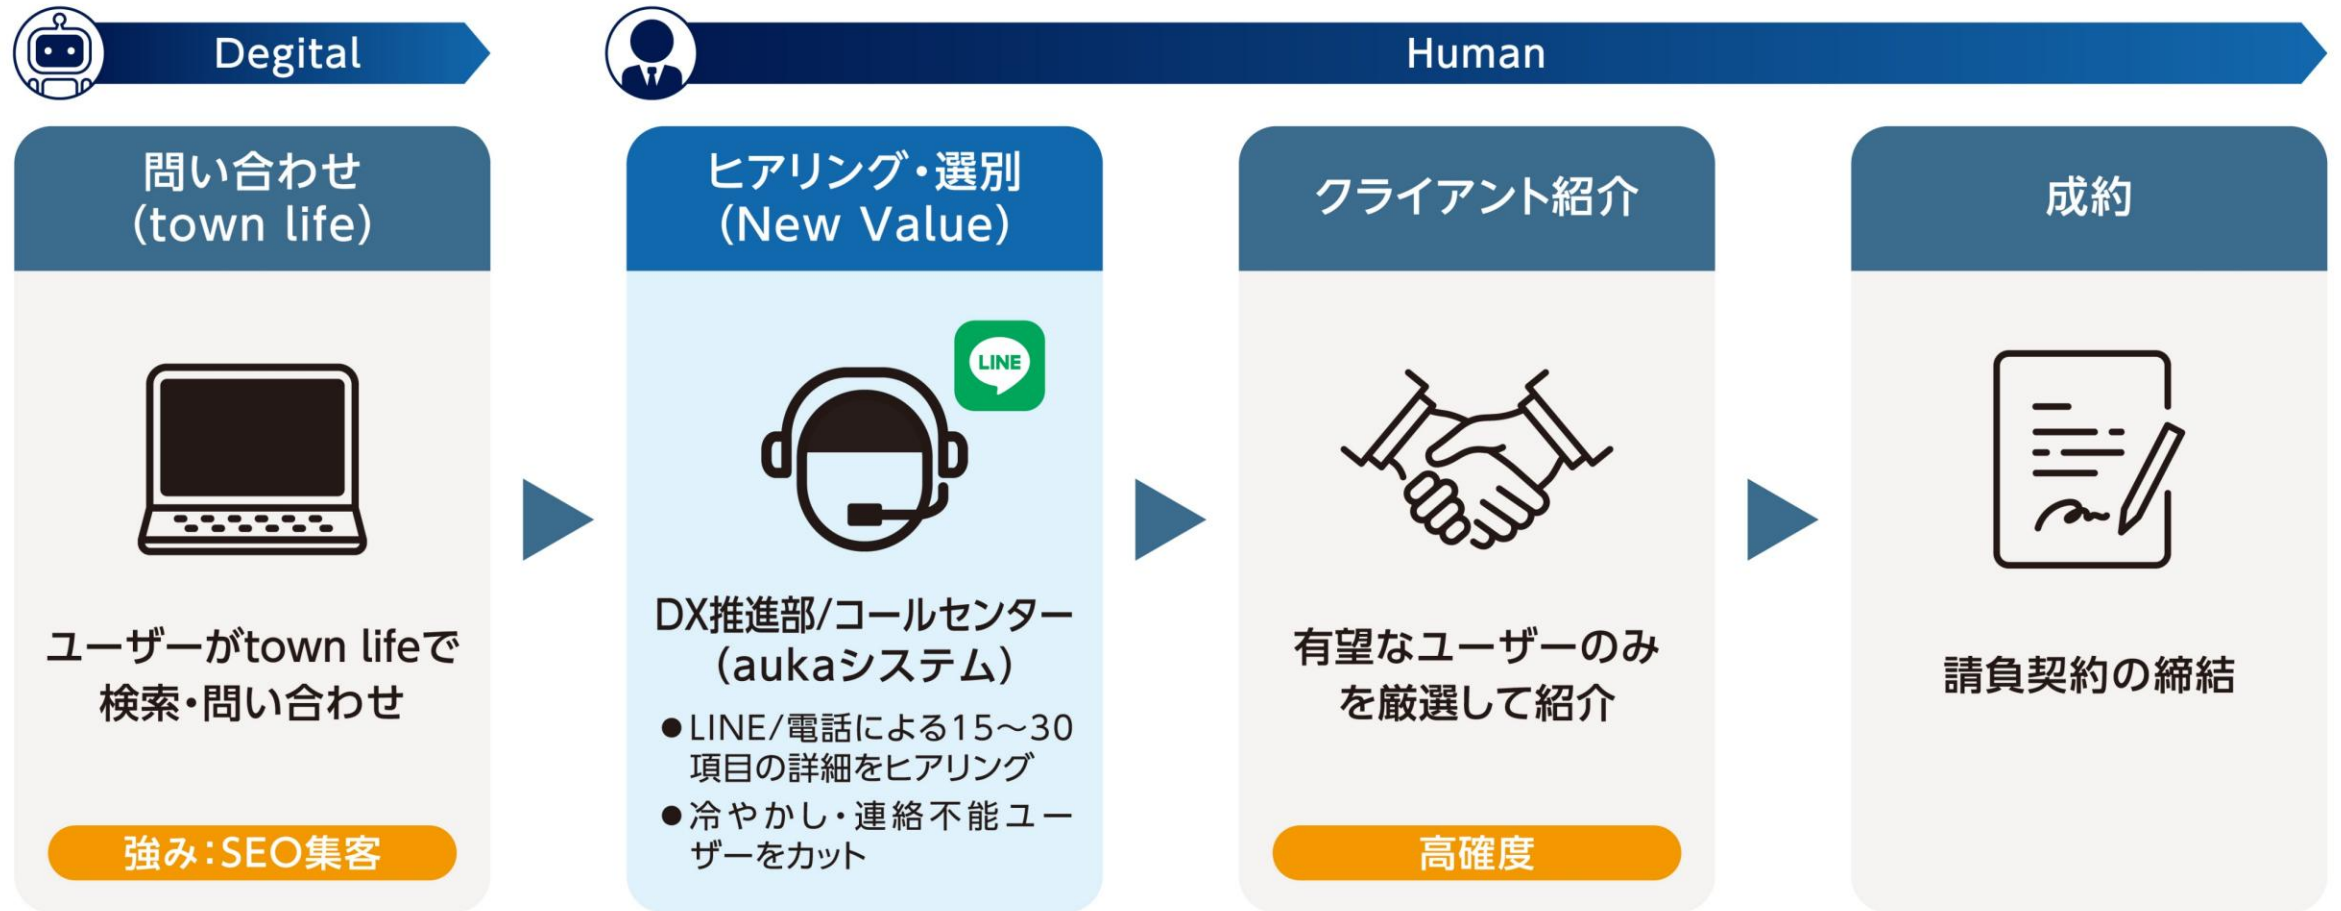 Degital
Human
問い合わせ
(town life)
ユーザーがtown lifeで
検索・問い合わせ
強み：SEO集客
ヒアリング・選別
(New Value)
LINE
DX推進部/コールセンター
(aukaシステム)
●LINE/電話による15～30
項目の詳細をヒアリング
●冷やかし・連絡不能ユー
ザーをカット
クライアント紹介
有望なユーザーのみ
を厳選して紹介
高確度
成約
請負契約の締結